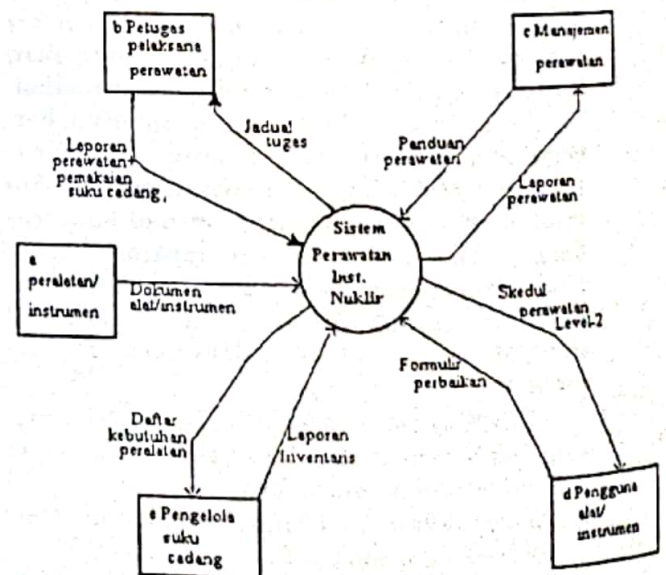 b Petugas
pelaksana
perawatan
c Manajemen
perawatan
Jadual
tugas
Laporan
perawatan+
pemakaian
suku cadang
Panduan
perawatan
Laporan
perawatan
Sistem
Perawatan
Inst.
Nuklir
a
peralatan/
instrumen
Dokumen
alat/instrumen
Skedul
perawatan
Level-2
Formulir
perbaikan
Daftar
kebutuhan
peralatan
Laporan
Inventaris
e Pengelola
suku
cadang
d Pengguna
alat/
instrumen